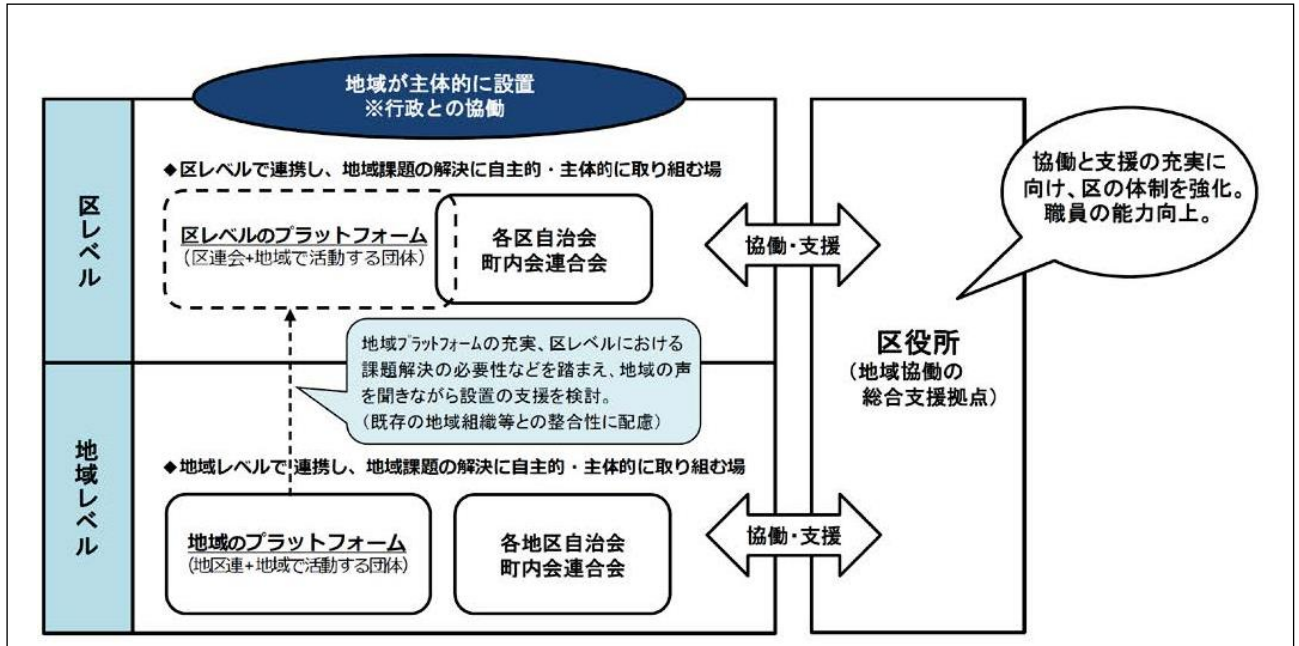 地域が主体的に設置
※行政との協働
区レベル
◆区レベルで連携し、地域課題の解決に自主的・主体的に取り組む場
区レベルのプラットフォーム
（区連会+地域で活動する団体）
各区自治会
町内会連合会
協働・支援
協働と支援の充実に
向け、区の体制を強化。
職員の能力向上。
地域プラットフォームの充実、区レベルにおける
課題解決の必要性などを踏まえ、地域の声
を聞きながら設置の支援を検討。
（既存の地域組織等との整合性に配慮）
区役所
（地域協働の
総合支援拠点）
地域レベル
◆地域レベルで 連携し、地域課題の解決に自主的・主体的に取り組む場
地域のプラットフォーム
（地区連+地域で活動する団体）
各地区自治会
町内会連合会
協働・支援